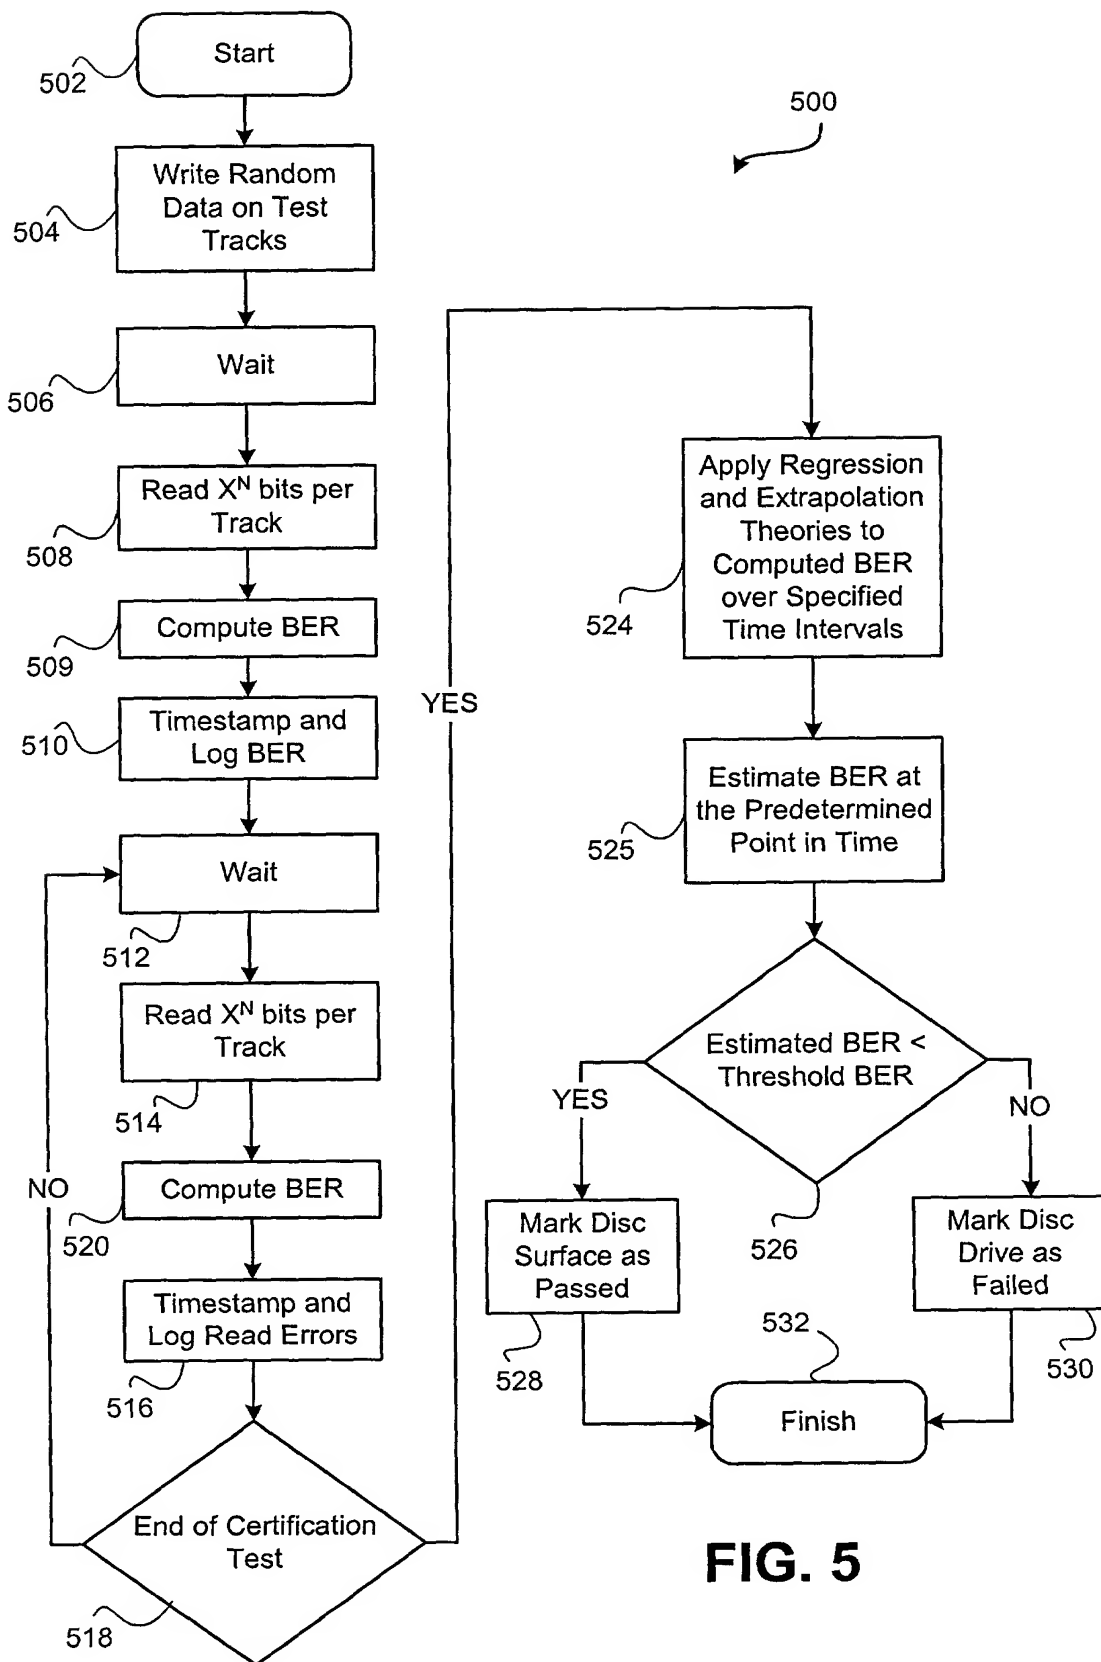 Start
502
500
Write Random
Data on Test
Tracks
504
Wait
506
Read X^N bits per
Track
508
Compute BER
509
Timestamp and
Log BER
510
Wait
512
Read X^N bits per
Track
514
Compute BER
520
Timestamp and
Log Read Errors
516
End of Certification
Test
518
NO
YES
Apply Regression
and Extrapolation
Theories to
Computed BER
over Specified
Time Intervals
524
Estimate BER at
the Predetermined
Point in Time
525
Estimated BER <
Threshold BER
526
YES
NO
Mark Disc
Surface as
Passed
528
Mark Disc
Drive as
Failed
530
532
Finish
FIG. 5